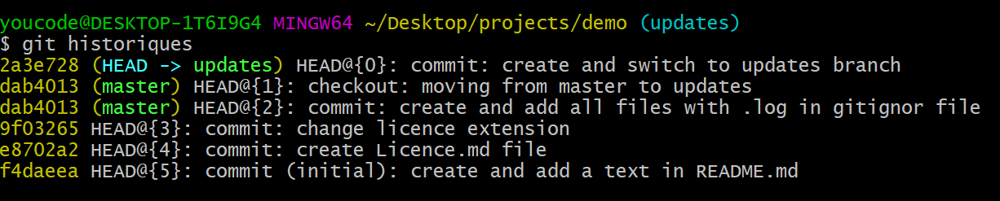 youcode@DESKTOP-1T6I9G4 MINGW64 ~/Desktop/projects/demo (updates)
$ git historiques
2a3e728 (HEAD -> updates) HEAD@{0}: commit: create and switch to updates branch
dab4013 (master) HEAD@{1}: checkout: moving from master to updates
dab4013 (master) HEAD@{2}: commit: create and add all files with .log in gitignor file
9f03265 HEAD@{3}: commit: change licence extension
e8702a2 HEAD@{4}: commit: create Licence.md file
f4daeea HEAD@{5}: commit (initial): create and add a text in README.md